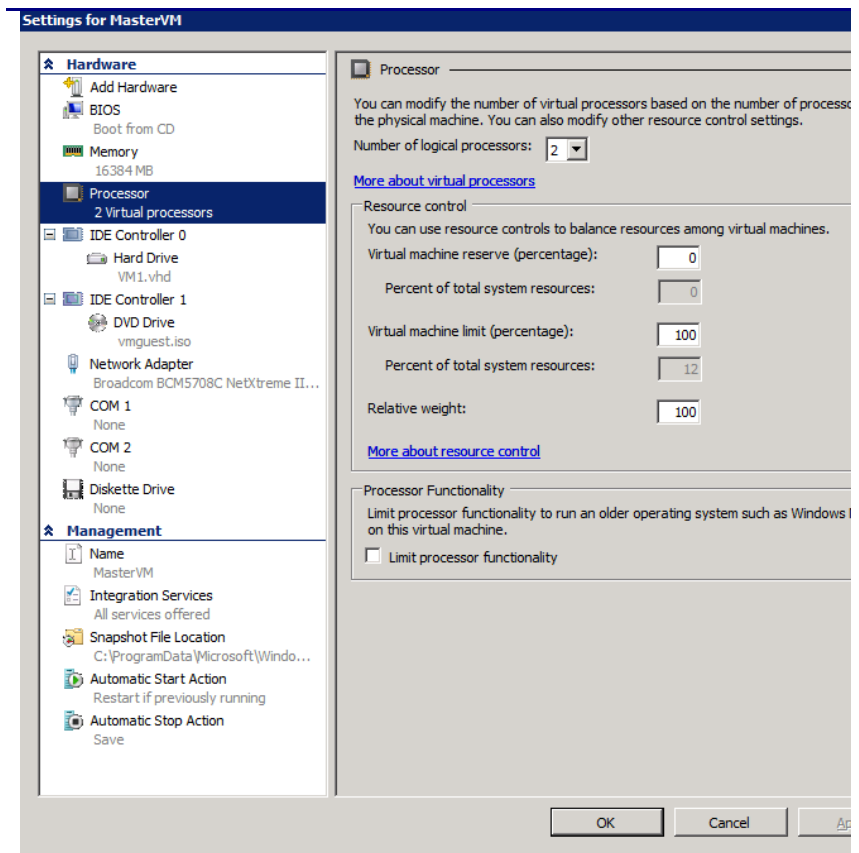 Settings for MasterVM
Hardware
Add Hardware
BIOS
Boot from CD
Memory
16384 MB
Processor
2 Virtual processors
IDE Controller 0
Hard Drive
VM1.vhd
IDE Controller 1
DVD Drive
vmguest.iso
Network Adapter
Broadcom BCM5708C NetXtreme II...
COM 1
None
COM 2
None
Diskette Drive
None
Management
Name
MasterVM
Integration Services
All services offered
Snapshot File Location
C:\ProgramData\Microsoft\Windo...
Automatic Start Action
Restart if previously running
Automatic Stop Action
Save
Processor
You can modify the number of virtual processors based on the number of
the physical machine. You can also modify other resource control settings.
Number of logical processors: 2
More about virtual processors
Resource control
You can use resource controls to balance resources among virtual machines.
Virtual machine reserve (percentage): 0
Percent of total system resources: 0
Virtual machine limit (percentage): 100
Percent of total system resources: 12
Relative weight: 100
More about resource control
Processor Functionality
Limit processor functionality to run an older operating system such as Windows
on this virtual machine.
Limit processor functionality
OK
Cancel